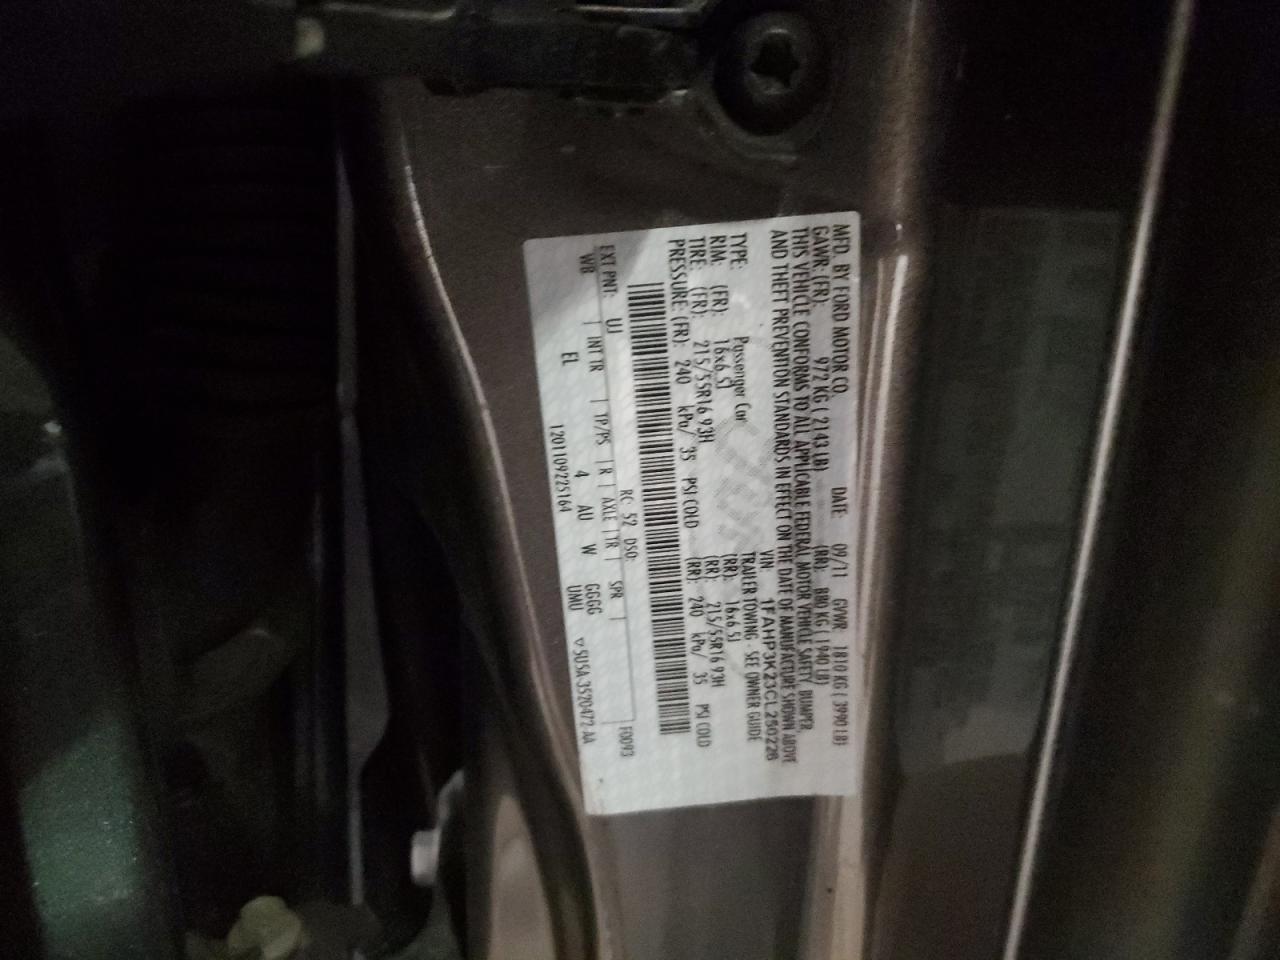 MFD. BY FORD MOTOR CO.
DATE: 09/11 GVWR: 1810 KG ( 3990 LB)
GAWR: (FR): 972 KG ( 2143 LB) (RR): 880 KG ( 1940 LB)
THIS VEHICLE CONFORMS TO ALL APPLICABLE FEDERAL MOTOR VEHICLE SAFETY, BUMPER,
AND THEFT PREVENTION STANDARDS IN EFFECT ON THE DATE OF MANUFACTURE SHOWN ABOVE
VIN: 1FAHP3K23CL250226
TYPE: Passenger Car TRAILER TOWING - SEE OWNER GUIDE
RIM: (FR): 16x6.5J (RR): 16x6.5J
TIRE: (FR): 215/55R16 93H (RR): 215/55R16 93H
PRESSURE: (FR): 240 kPa/ 35 PSI COLD (RR): 240 kPa/ 35 PSI COLD
F0093
EXT PNT: UJ RC: 52 DSO:
WB | INT TR | TP/PS | R | AXLE | TR | SPR |
EL 4 AU W GGGG
UMU
1201109225164 ▽ 5U5A-3520472 AA